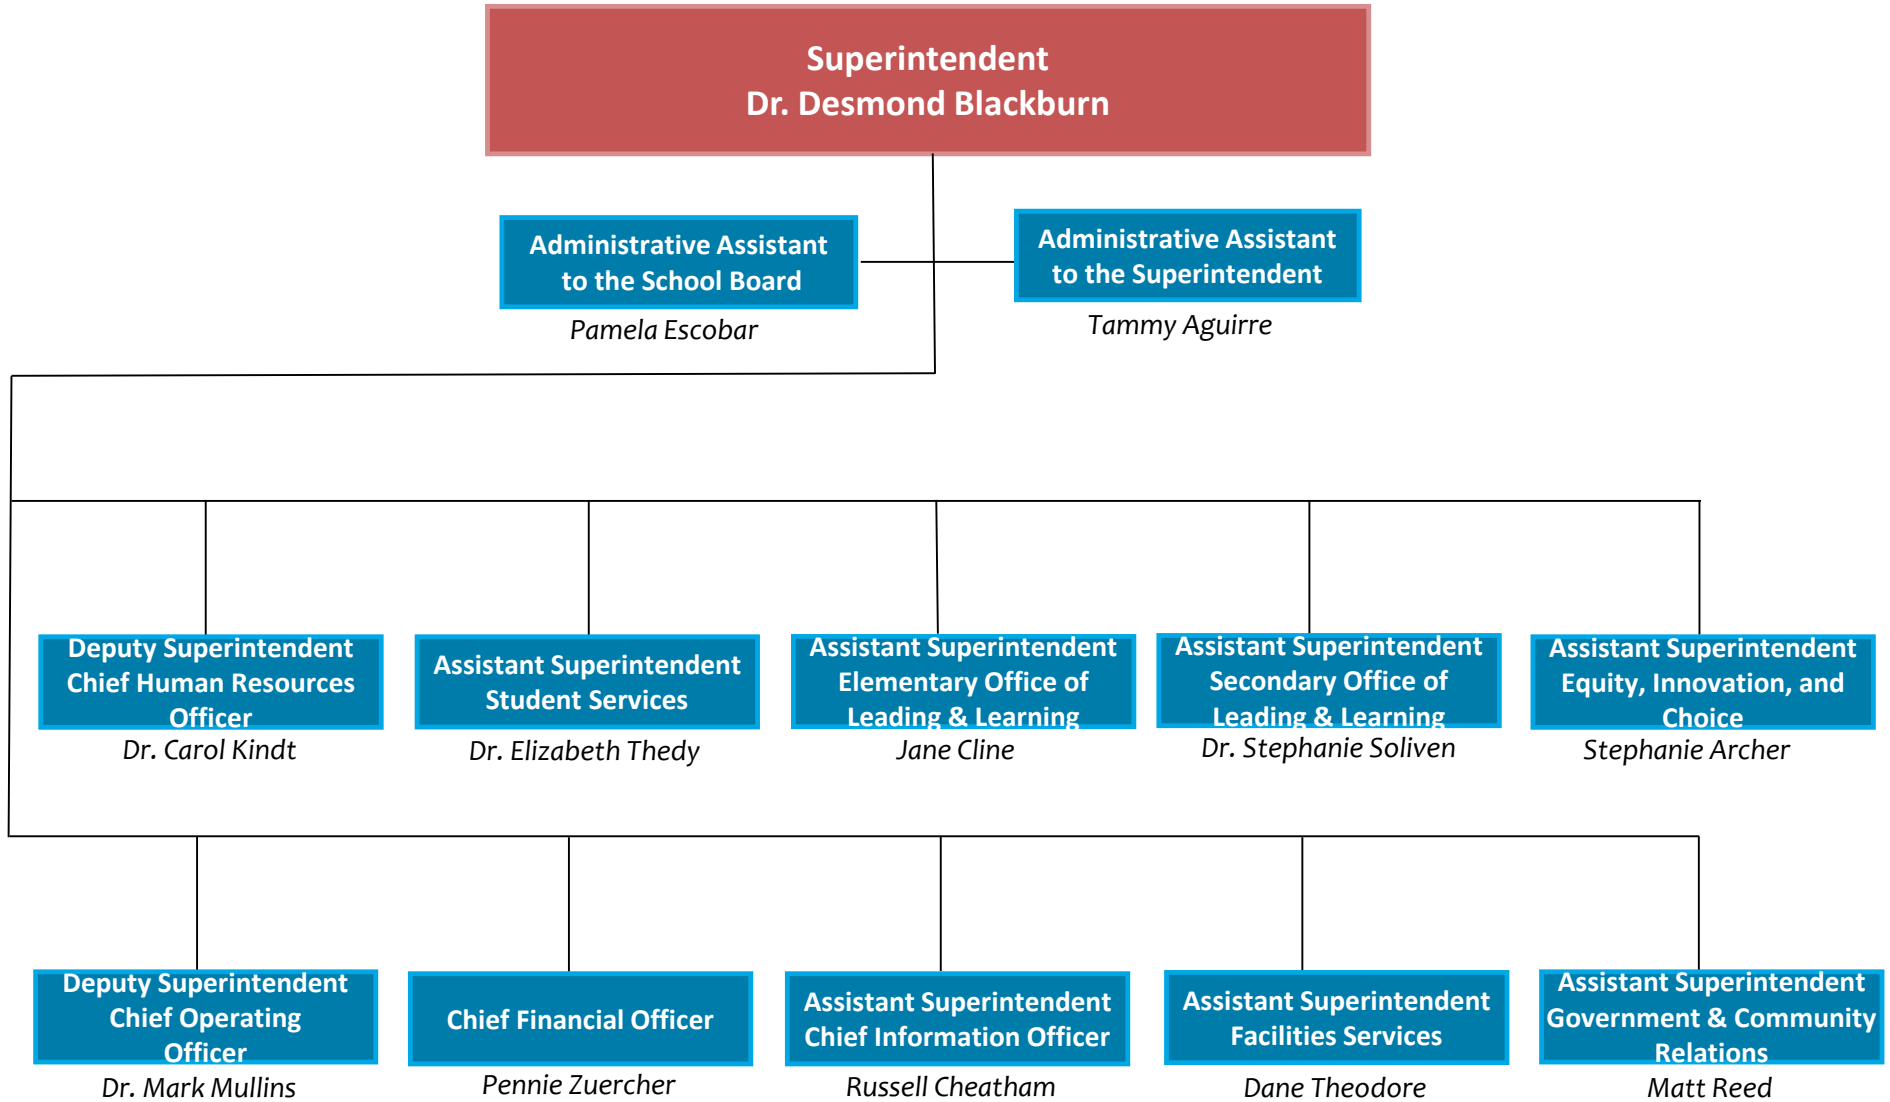 Superintendent
Dr. Desmond Blackburn
Administrative Assistant
to the School Board
Pamela Escobar
Administrative Assistant
to the Superintendent
Tammy Aguirre
Deputy Superintendent
Chief Human Resources
Officer
Dr. Carol Kindt
Assistant Superintendent
Student Services
Dr. Elizabeth Thedy
Assistant Superintendent
Elementary Office of
Leading & Learning
Jane Cline
Assistant Superintendent
Secondary Office of
Leading & Learning
Dr. Stephanie Soliven
Assistant Superintendent
Equity, Innovation, and
Choice
Stephanie Archer
Deputy Superintendent
Chief Operating
Officer
Dr. Mark Mullins
Chief Financial Officer
Pennie Zuercher
Assistant Superintendent
Chief Information Officer
Russell Cheatham
Assistant Superintendent
Facilities Services
Dane Theodore
Assistant Superintendent
Government & Community
Relations
Matt Reed